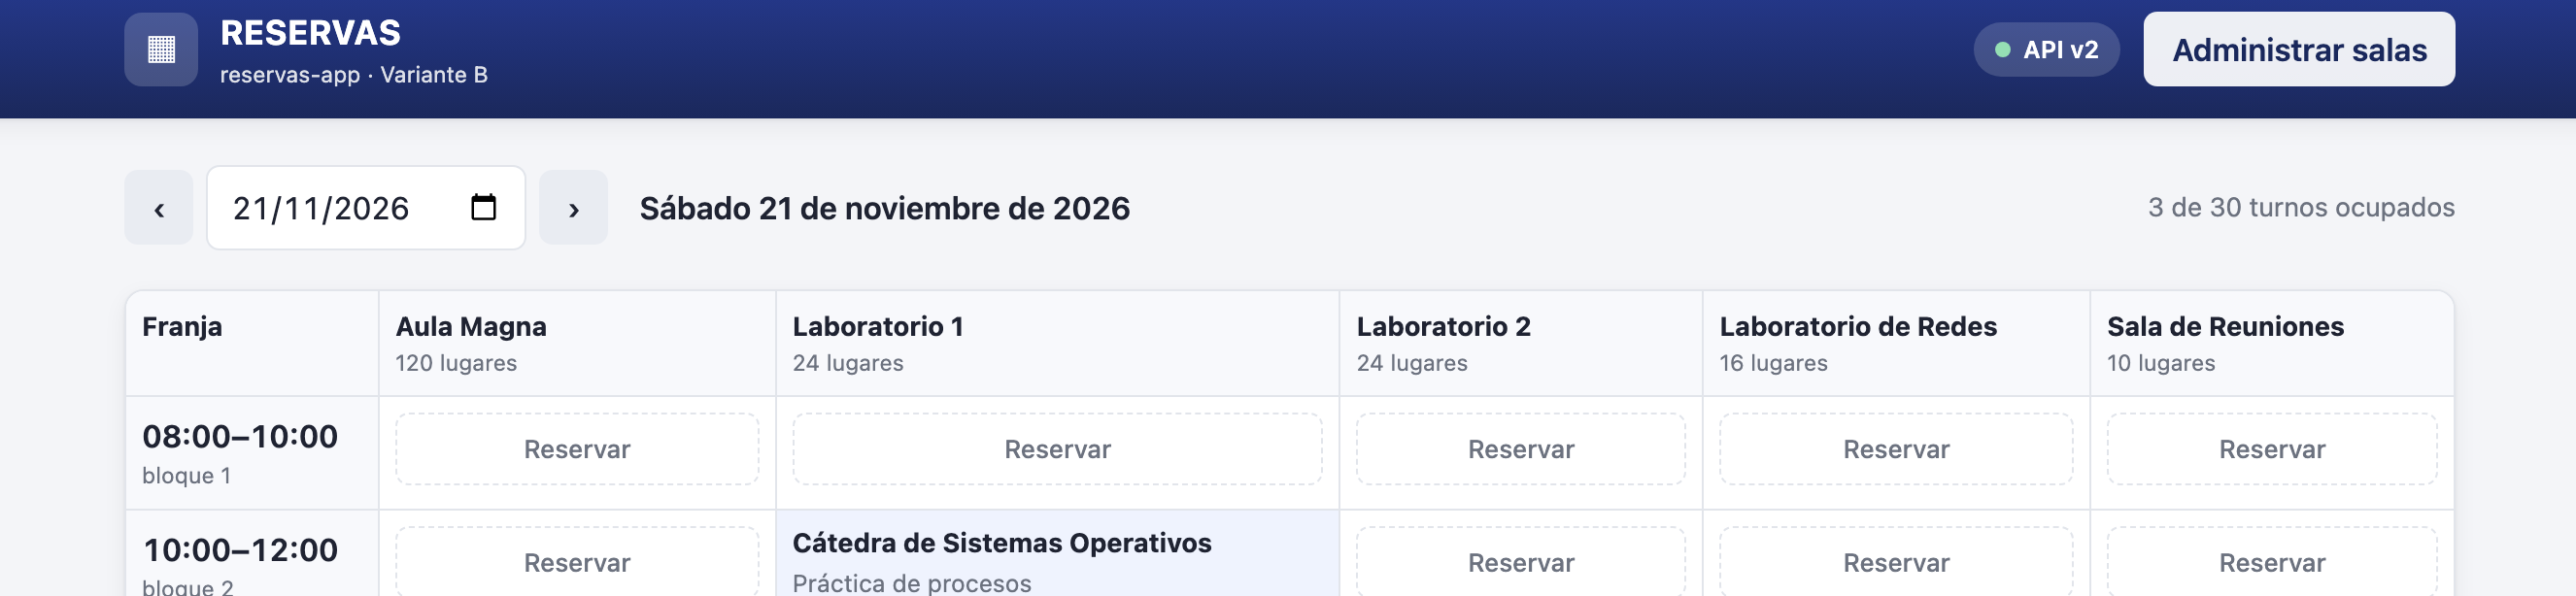 RESERVAS
reservas-app · Variante B
API v2
Administrar salas
‹
21/11/2026
›
Sábado 21 de noviembre de 2026
3 de 30 turnos ocupados
Franja
Aula Magna
120 lugares
Laboratorio 1
24 lugares
Laboratorio 2
24 lugares
Laboratorio de Redes
16 lugares
Sala de Reuniones
10 lugares
08:00–10:00
bloque 1
Reservar
Reservar
Reservar
Reservar
Reservar
10:00–12:00
bloque 2
Reservar
Cátedra de Sistemas Operativos
Práctica de procesos
Reservar
Reservar
Reservar